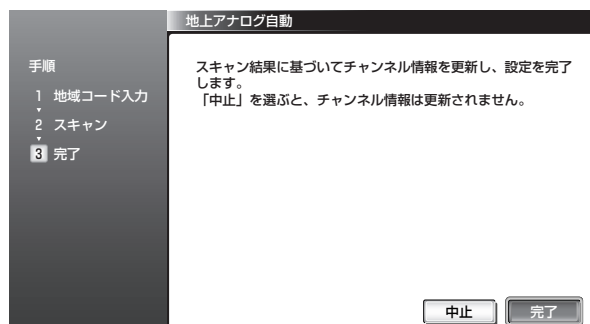 地上アナログ自動
手順
1 地域コード入力
2 スキャン
3 完了
スキャン結果に基づいてチャンネル情報を更新し、設定を完了
します。
「中止」を選ぶと、チャンネル情報は更新されません。
中止
完了